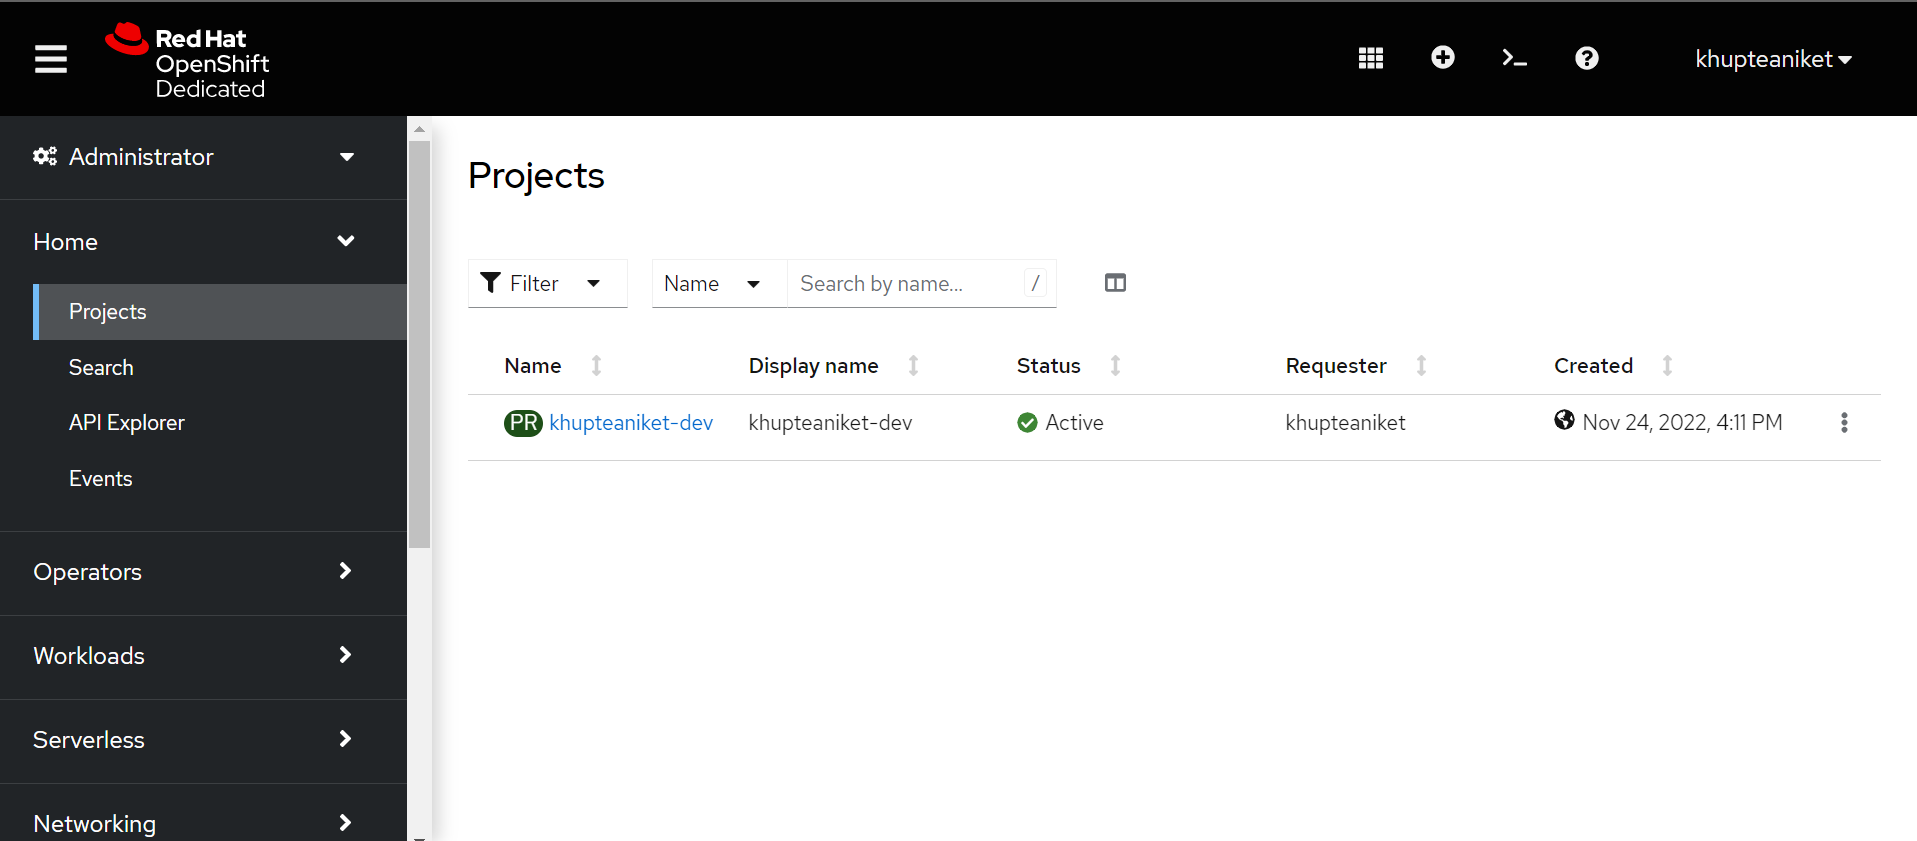 Red Hat
OpenShift
Dedicated
khupteaniket
Administrator
Home
Projects
Search
API Explorer
Events
Operators
Workloads
Serverless
Networking
Projects
Filter Name Search by name... /
Name Display name Status Requester Created
PR khupteaniket-dev khupteaniket-dev Active khupteaniket Nov 24, 2022, 4:11 PM